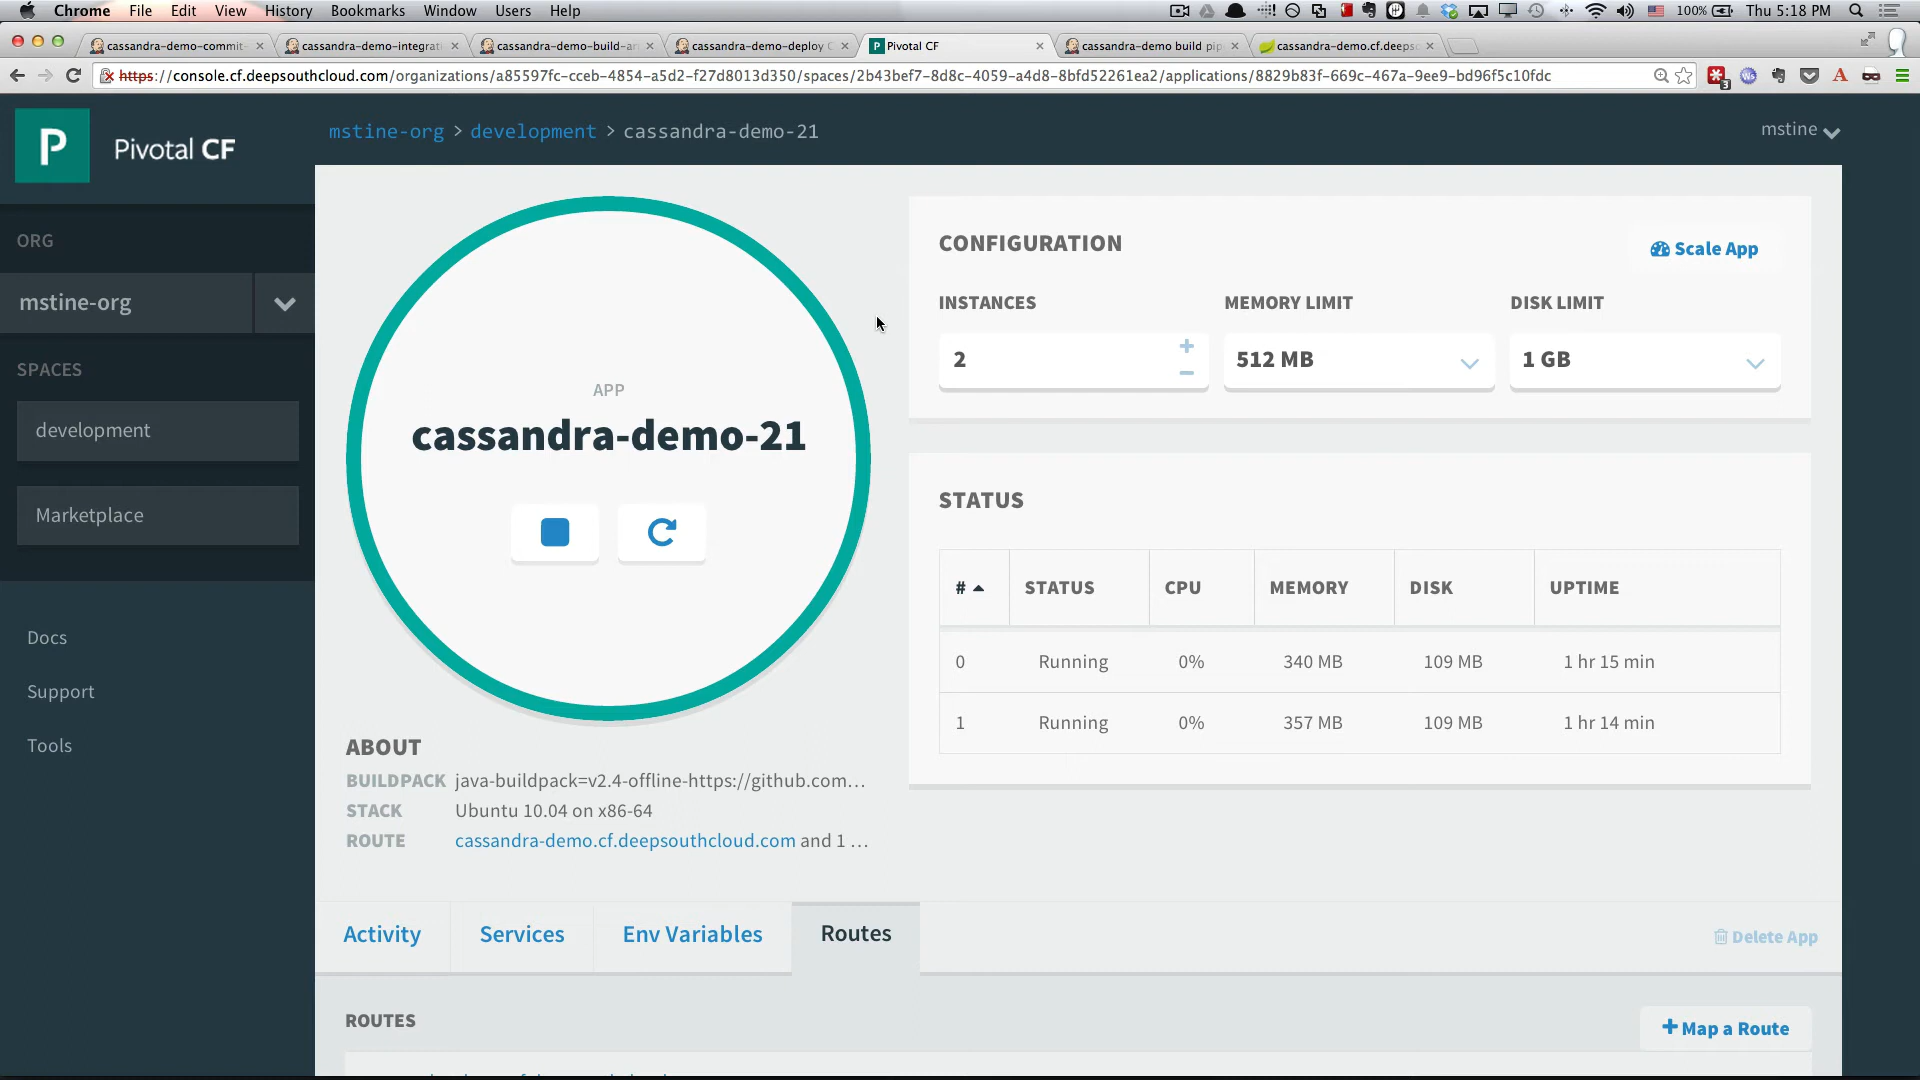 Chrome File Edit View History Bookmarks Window Users Help 100% Thu 5:18 PM
cassandra-demo-commit cassandra-demo-integrat cassandra-demo-build-ar cassandra-demo-deploy Pivotal CF cassandra-demo build pip cassandra-demo.cf.deeps
https://console.cf.deepsouthcloud.com/organizations/a85597fc-cceb-4854-a5d2-f27d8013d350/spaces/2b43bef7-8d8c-4059-a4d8-8bfd52261ea2/applications/8829b83f-669c-467a-9ee9-bd96f5c10fdc
P Pivotal CF
mstine-org > development > cassandra-demo-21
mstine
ORG
mstine-org
SPACES
development
Marketplace
Docs
Support
Tools
APP
cassandra-demo-21
ABOUT
BUILDPACK java-buildpack=v2.4-offline-https://github.com…
STACK Ubuntu 10.04 on x86-64
ROUTE cassandra-demo.cf.deepsouthcloud.com and 1 …
CONFIGURATION
Scale App
INSTANCES MEMORY LIMIT DISK LIMIT
2 512 MB 1 GB
STATUS
# STATUS CPU MEMORY DISK UPTIME
0 Running 0% 340 MB 109 MB 1 hr 15 min
1 Running 0% 357 MB 109 MB 1 hr 14 min
Activity Services Env Variables Routes
Delete App
ROUTES
Map a Route